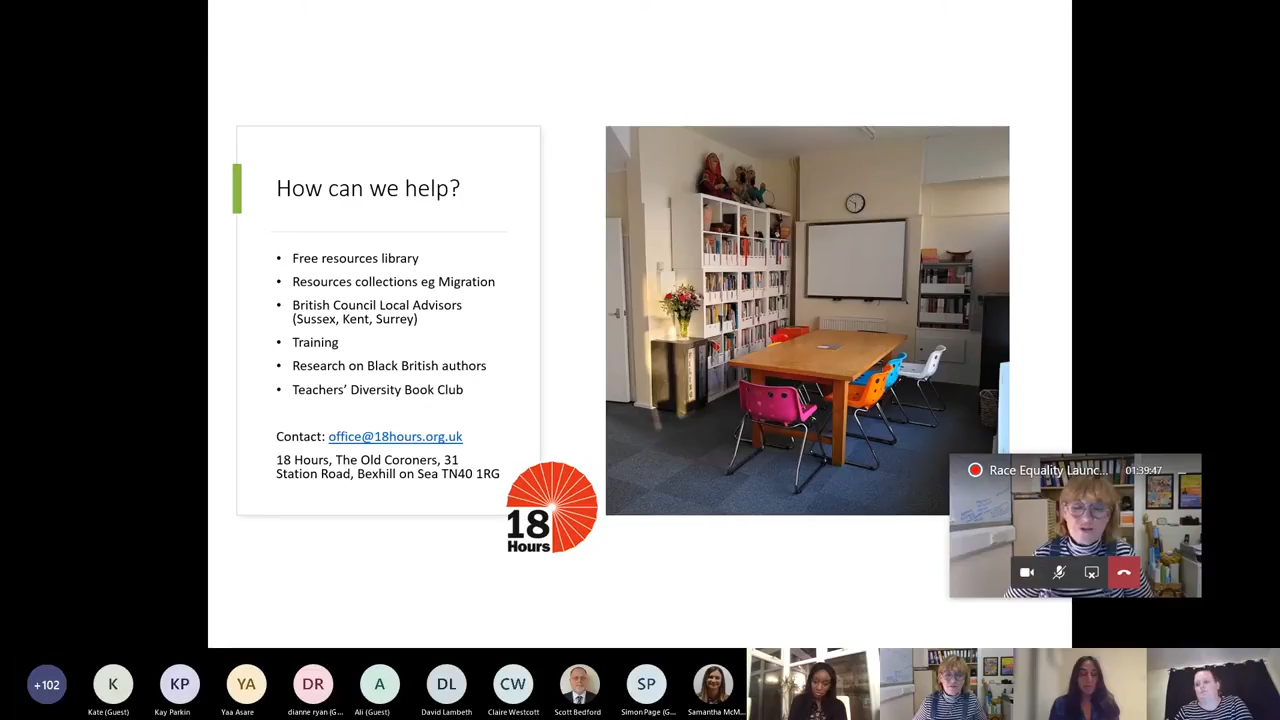 How can we help?
• Free resources library
• Resources collections eg Migration
• British Council Local Advisors
(Sussex, Kent, Surrey)
• Training
• Research on Black British authors
• Teachers’ Diversity Book Club
Contact: office@18hours.org.uk
18 Hours, The Old Coroners, 31
Station Road, Bexhill on Sea TN40 1RG
18
Hours
Race Equality Launc... 01:39:47
+102 K KP YA DR A DL CW SP
Kate (Guest) Kay Parkin Yaa Asare dianne ryan (G... Ali (Guest) David Lambeth Claire Westcott Scott Bedford Simon Page (G... Samantha McM...